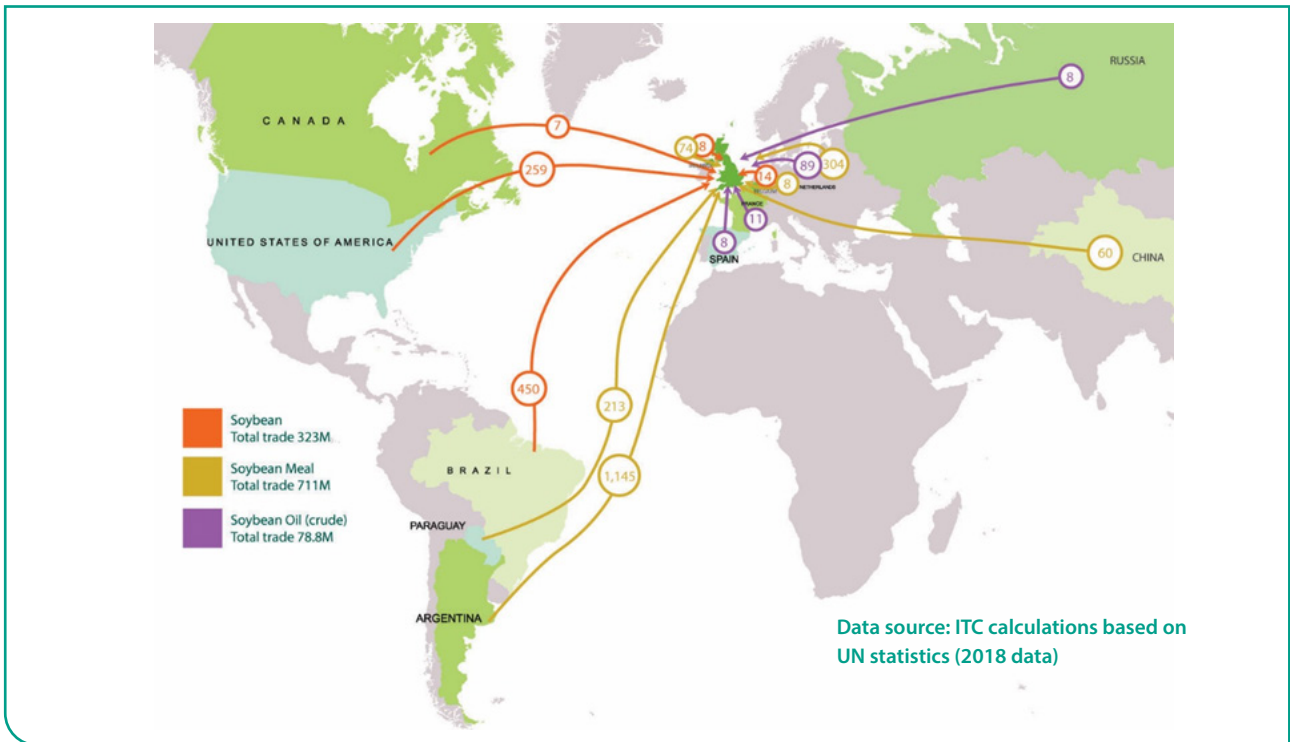 RUSSIA
8
CANADA
7
74
8
259
89
304
14
8
NETHERLANDS
FRANCE
11
UNITED STATES OF AMERICA
8
SPAIN
60
CHINA
450
213
Soybean
Total trade 323M
Soybean Meal
Total trade 711M
Soybean Oil (crude)
Total trade 78.8M
BRAZIL
1,145
PARAGUAY
ARGENTINA
Data source: ITC calculations based on
UN statistics (2018 data)